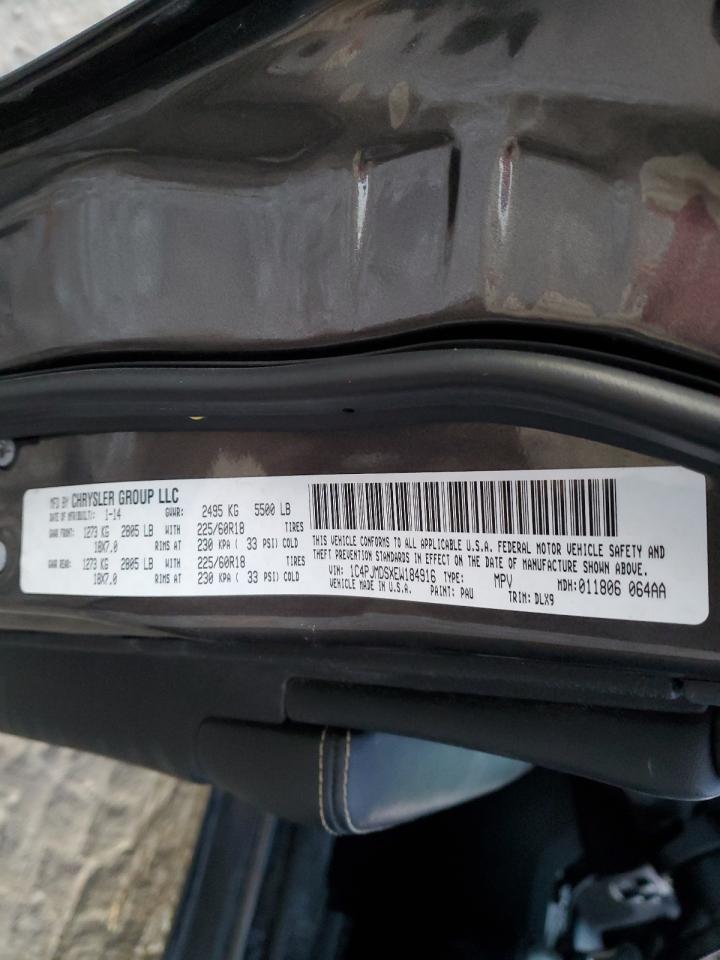 MFD BY CHRYSLER GROUP LLC
DATE OF MFR(BUILT): 1-14 GVWR: 2495 KG 5500 LB
GAWR FRONT: 1273 KG 2805 LB WITH 225/60R18 TIRES
18X7.0 RIMS AT 230 KPA ( 33 PSI) COLD
GAWR REAR: 1273 KG 2805 LB WITH 225/60R18 TIRES
18X7.0 RIMS AT 230 KPA ( 33 PSI) COLD
THIS VEHICLE CONFORMS TO ALL APPLICABLE U.S.A. FEDERAL MOTOR VEHICLE SAFETY AND
THEFT PREVENTION STANDARDS IN EFFECT ON THE DATE OF MANUFACTURE SHOWN ABOVE.
VIN: 1C4PJMDSXEW184916 TYPE: MPV MDH: 011806 064AA
VEHICLE MADE IN U.S.A. PAINT: PAU TRIM: DLX9